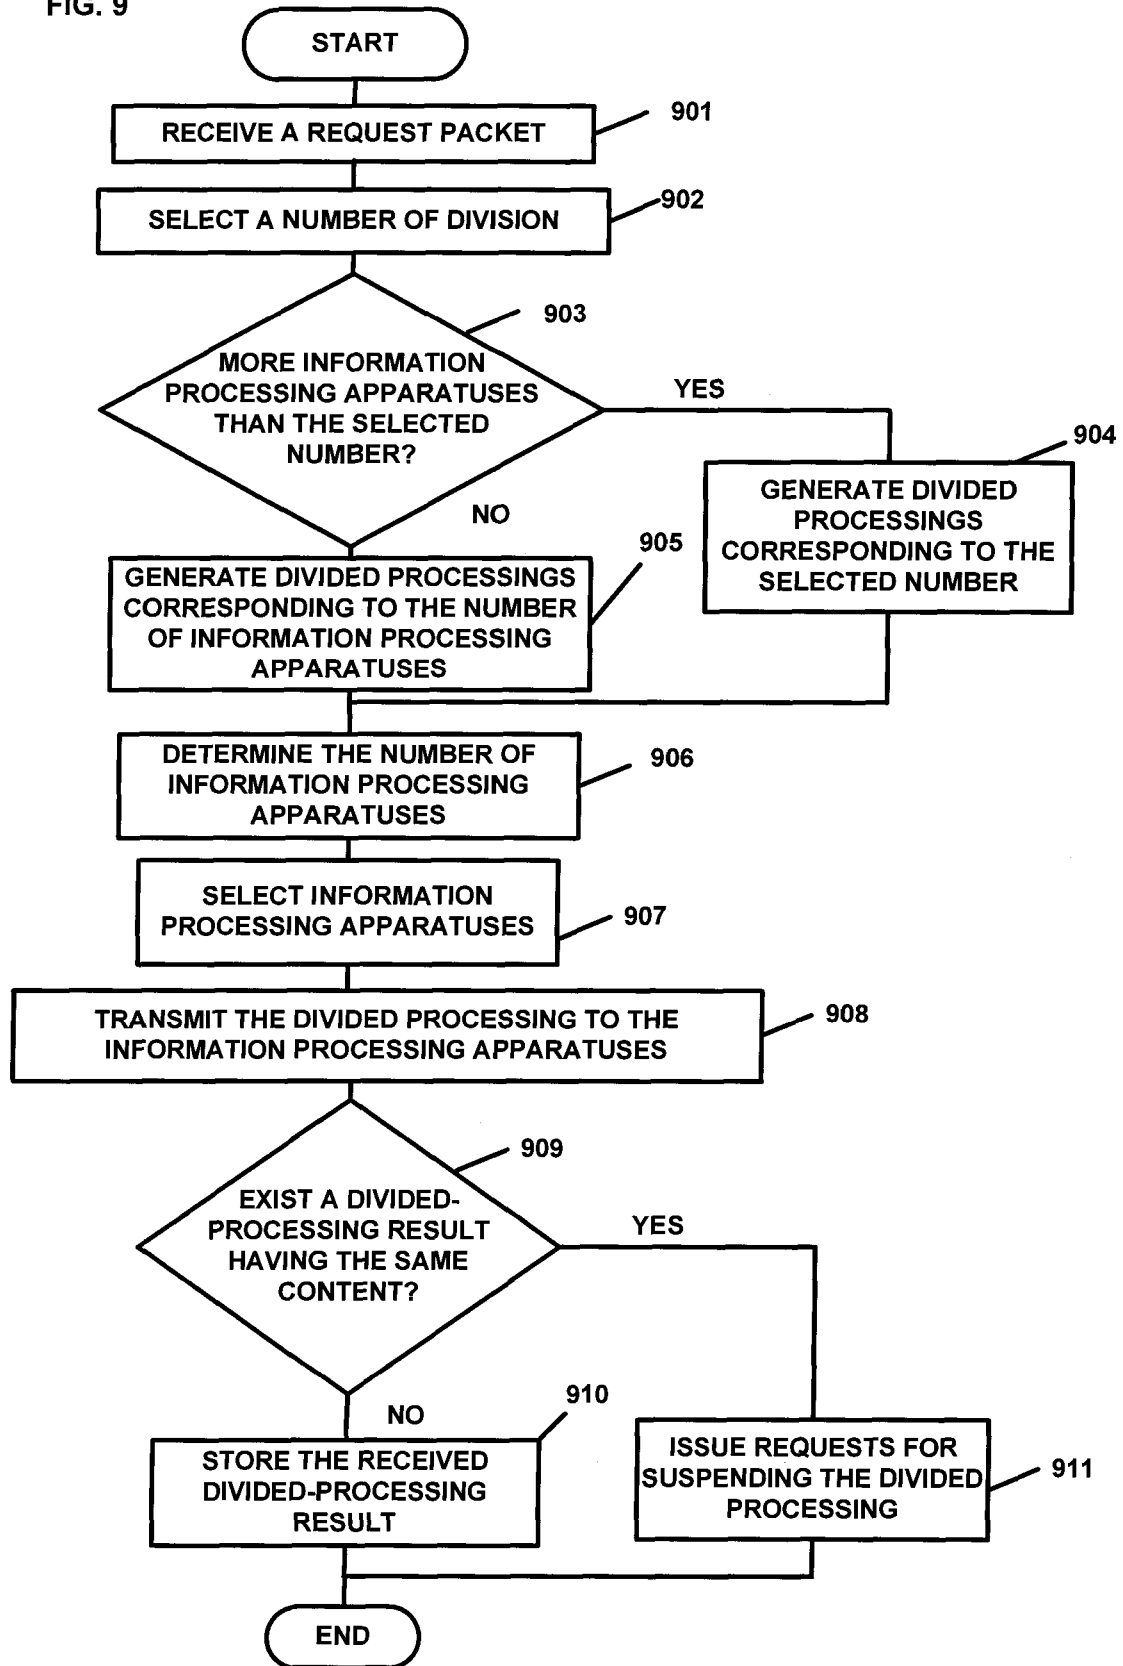 FIG. 9
START
RECEIVE A REQUEST PACKET
901
SELECT A NUMBER OF DIVISION
902
903
MORE INFORMATION
PROCESSING APPARATUSES
THAN THE SELECTED
NUMBER?
YES
904
GENERATE DIVIDED
PROCESSINGS
CORRESPONDING TO THE
SELECTED NUMBER
NO
905
GENERATE DIVIDED PROCESSINGS
CORRESPONDING TO THE NUMBER
OF INFORMATION PROCESSING
APPARATUSES
DETERMINE THE NUMBER OF
INFORMATION PROCESSING
APPARATUSES
906
SELECT INFORMATION
PROCESSING APPARATUSES
907
TRANSMIT THE DIVIDED PROCESSING TO THE
INFORMATION PROCESSING APPARATUSES
908
909
EXIST A DIVIDED-
PROCESSING RESULT
HAVING THE SAME
CONTENT?
YES
NO
910
STORE THE RECEIVED
DIVIDED-PROCESSING
RESULT
ISSUE REQUESTS FOR
SUSPENDING THE DIVIDED
PROCESSING
911
END